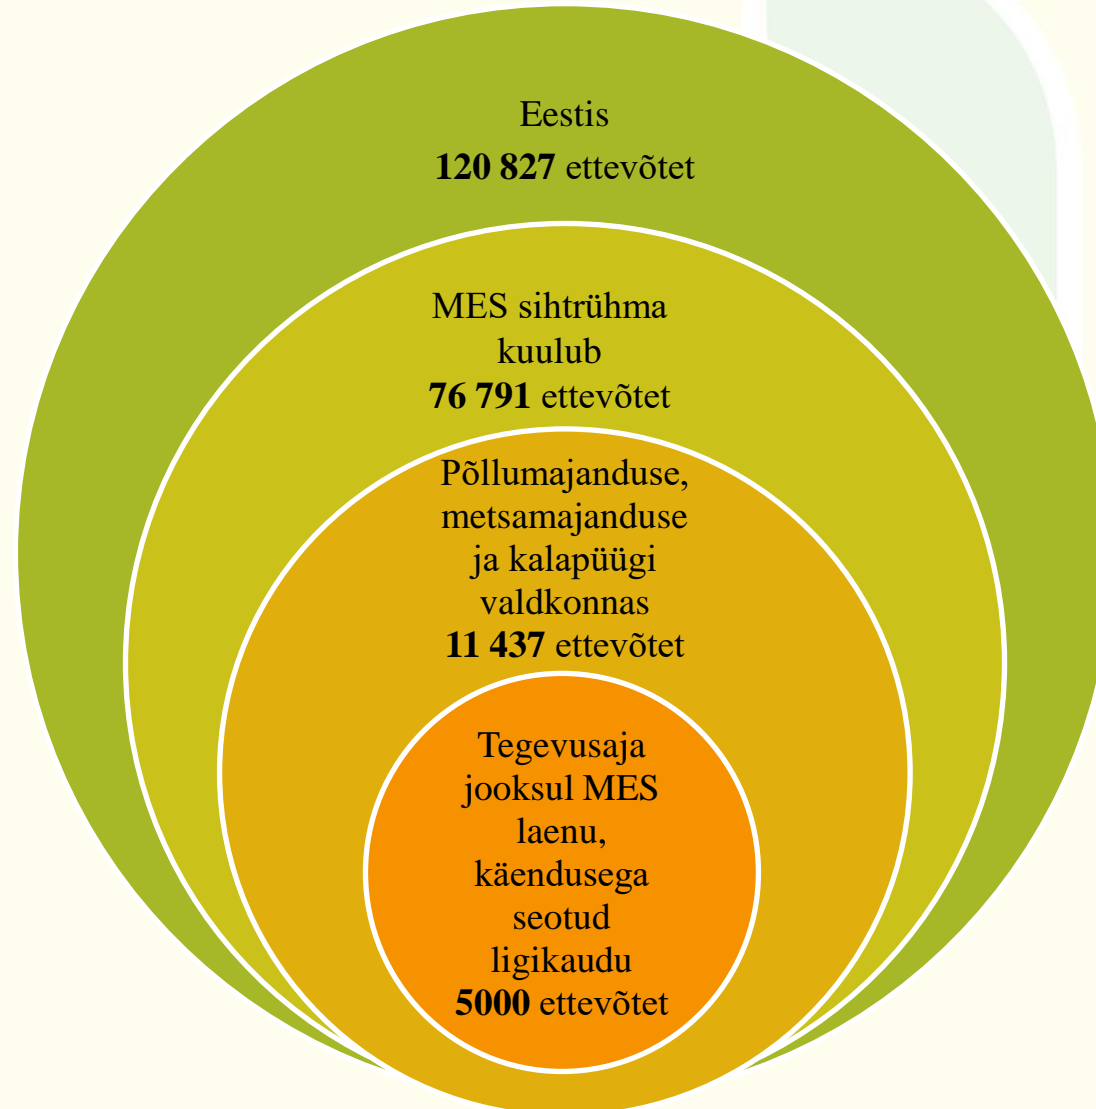 Eestis
120 827 ettevõtet
MES sihtrühma
kuulub
76 791 ettevõtet
Põllumajanduse,
metsamajanduse
ja kalapüügi
valdkonnas
11 437 ettevõtet
Tegevusaja
jooksul MES
laenu,
käendusega
seotud
ligikaudu
5000 ettevõtet